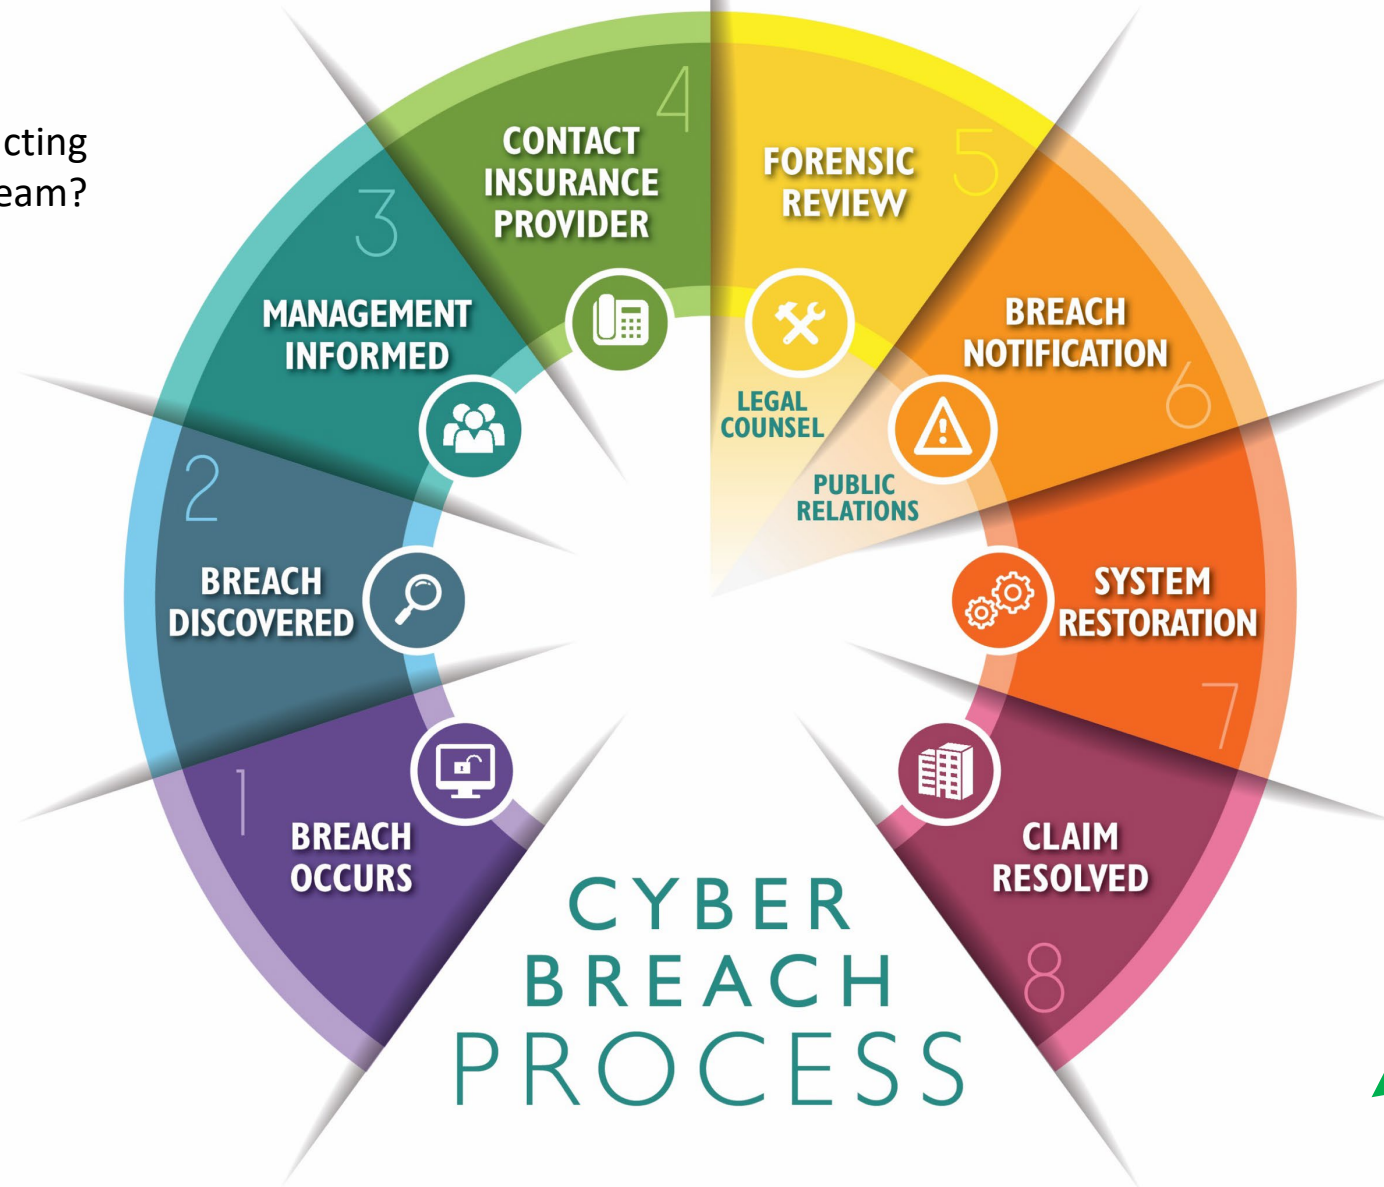 cting
eam?
1
BREACH
OCCURS
2
BREACH
DISCOVERED
3
MANAGEMENT
INFORMED
4
CONTACT
INSURANCE
PROVIDER
5
FORENSIC
REVIEW
LEGAL
COUNSEL
6
BREACH
NOTIFICATION
PUBLIC
RELATIONS
7
SYSTEM
RESTORATION
8
CLAIM
RESOLVED
CYBER
BREACH
PROCESS